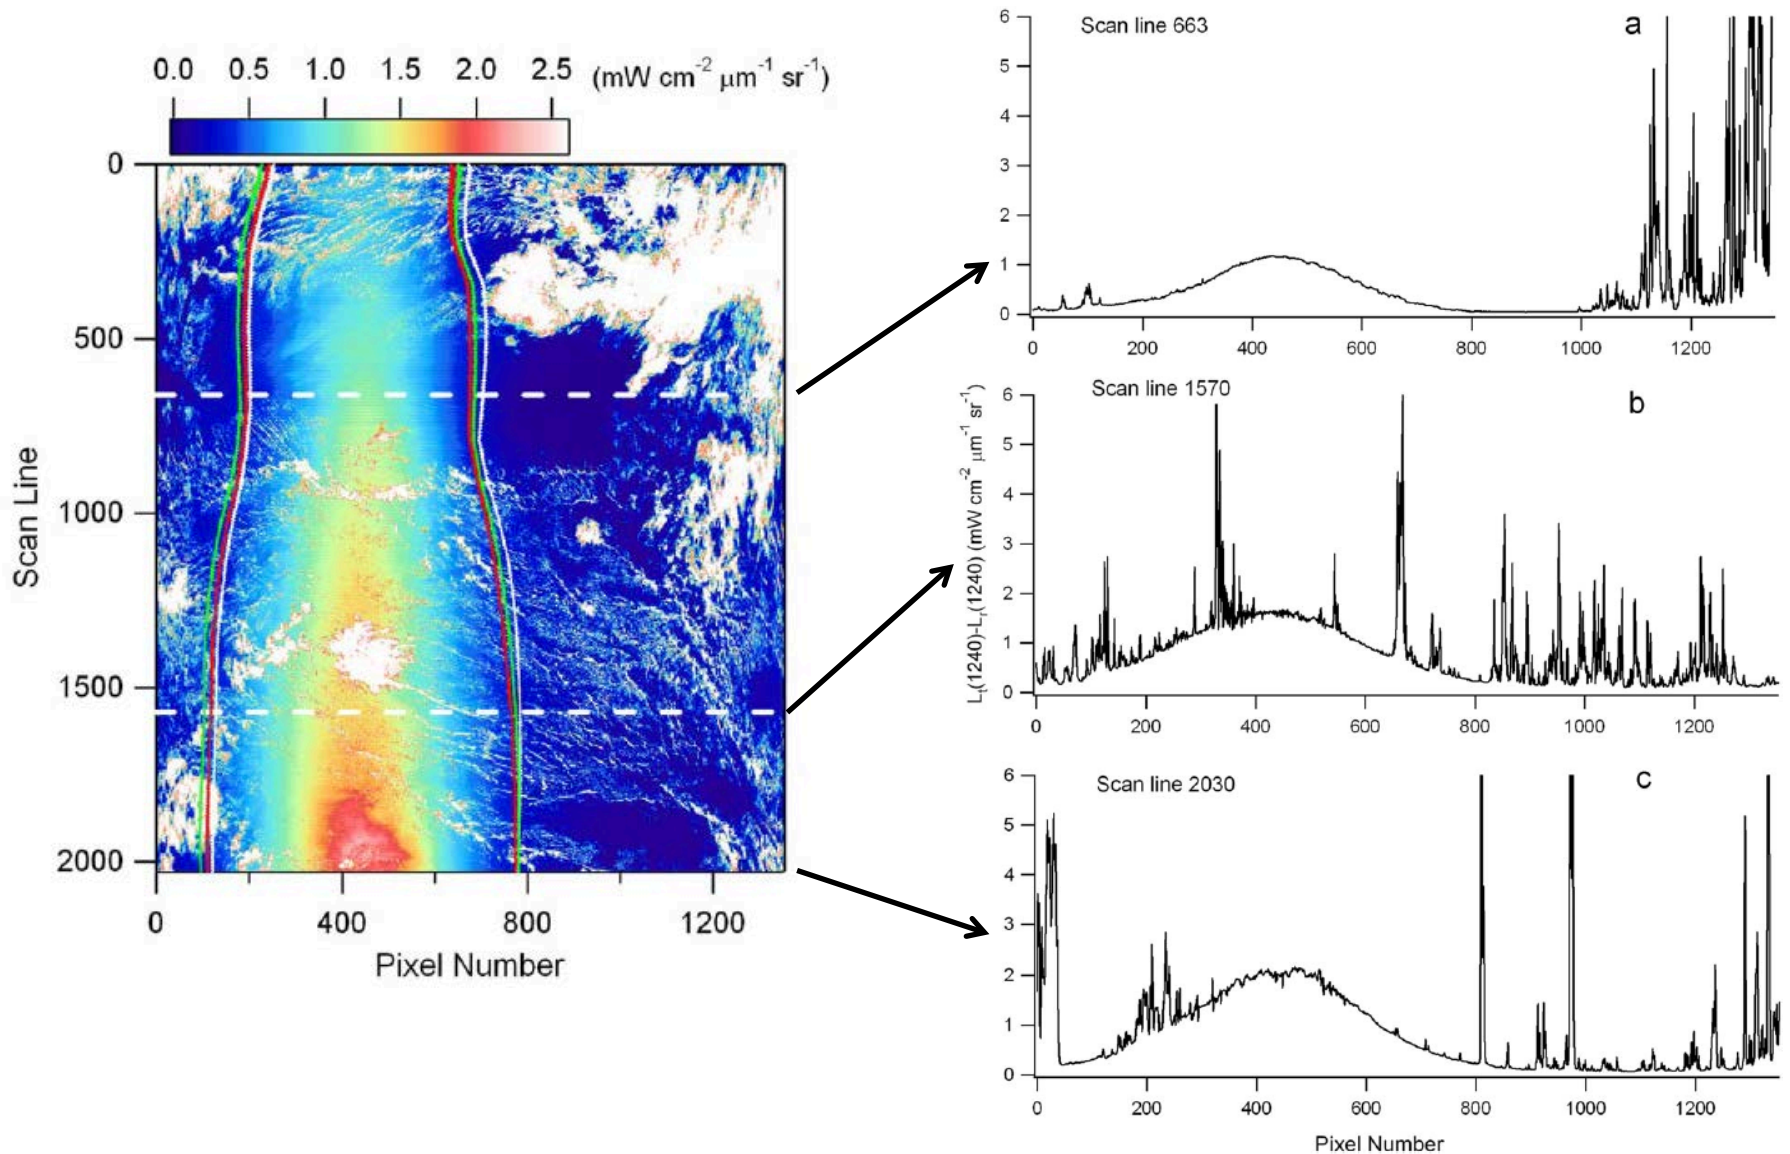 0.0 0.5 1.0 1.5 2.0 2.5 (mW cm⁻² μm⁻¹ sr⁻¹)
0
500
1000
1500
2000
Scan Line
0 400 800 1200
Pixel Number
Scan line 663
a
6
5
4
3
2
1
0
0 200 400 600 800 1000 1200
Scan line 1570
b
6
5
4
3
2
1
0
Lt(1240)-Lr(1240) (mW cm⁻² μm⁻¹ sr⁻¹)
0 200 400 600 800 1000 1200
Scan line 2030
c
6
5
4
3
2
1
0
0 200 400 600 800 1000 1200
Pixel Number